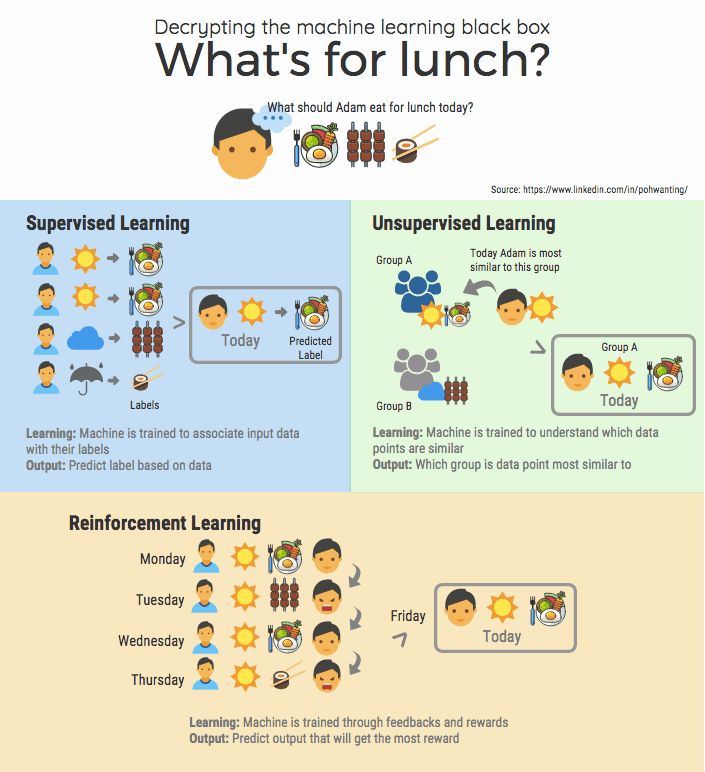 Decrypting the machine learning black box
What's for lunch?
What should Adam eat for lunch today?
Source: https://www.linkedin.com/in/pohwanting/
Supervised Learning
Today
Predicted
Label
Labels
Learning: Machine is trained to associate input data
with their labels
Output: Predict label based on data
Unsupervised Learning
Group A
Today Adam is most
similar to this group
Group B
Group A
Today
Learning: Machine is trained to understand which data
points are similar
Output: Which group is data point most similar to
Reinforcement Learning
Monday
Tuesday
Wednesday
Thursday
Friday
Today
Learning: Machine is trained through feedbacks and rewards
Output: Predict output that will get the most reward